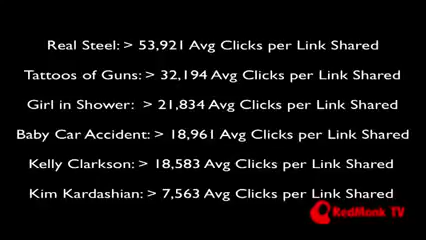 Real Steel: > 53,921 Avg Clicks per Link Shared
Tattoos of Guns: > 32,194 Avg Clicks per Link Shared
Girl in Shower: > 21,834 Avg Clicks per Link Shared
Baby Car Accident: > 18,961 Avg Clicks per Link Shared
Kelly Clarkson: > 18,583 Avg Clicks per Link Shared
Kim Kardashian: > 7,563 Avg Clicks per Link Shared
RedMonk TV